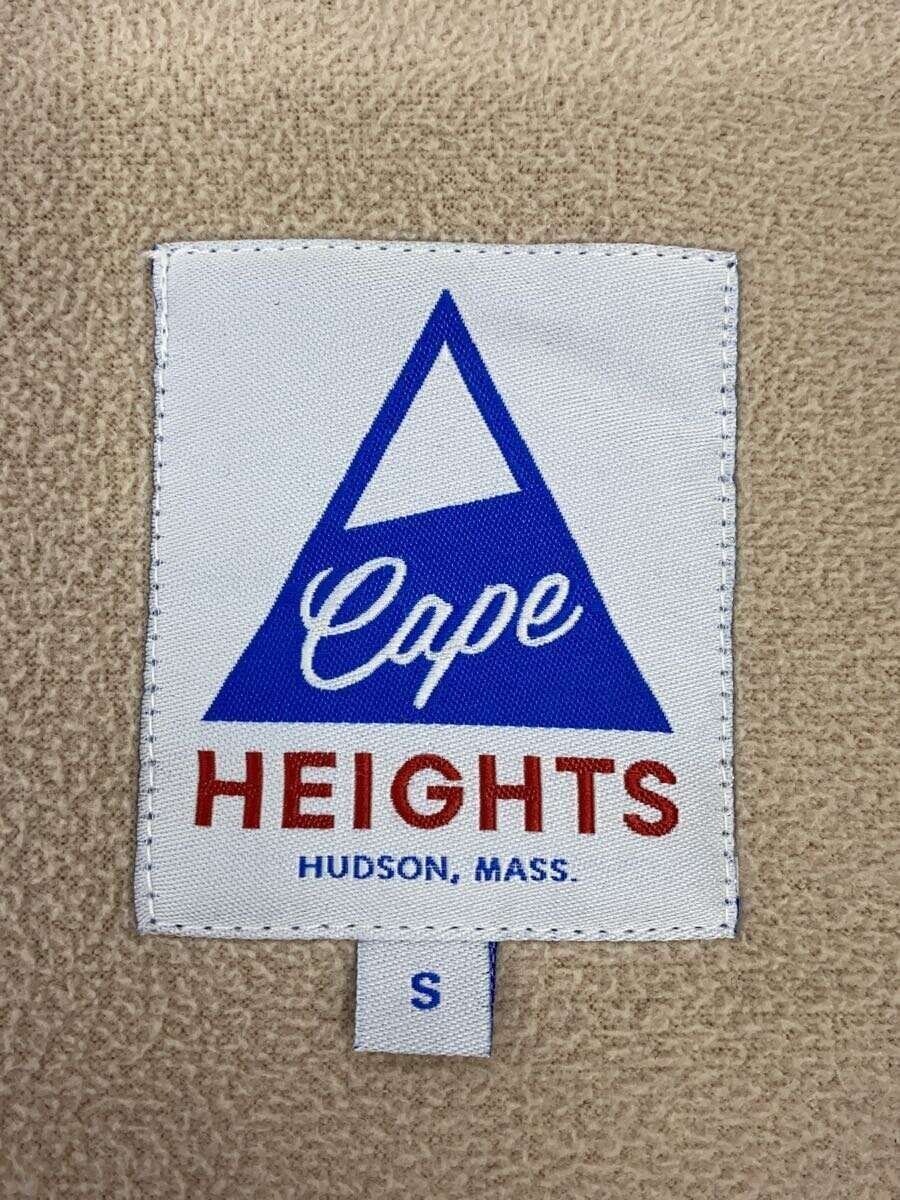 Cape
HEIGHTS
HUDSON, MASS.
S